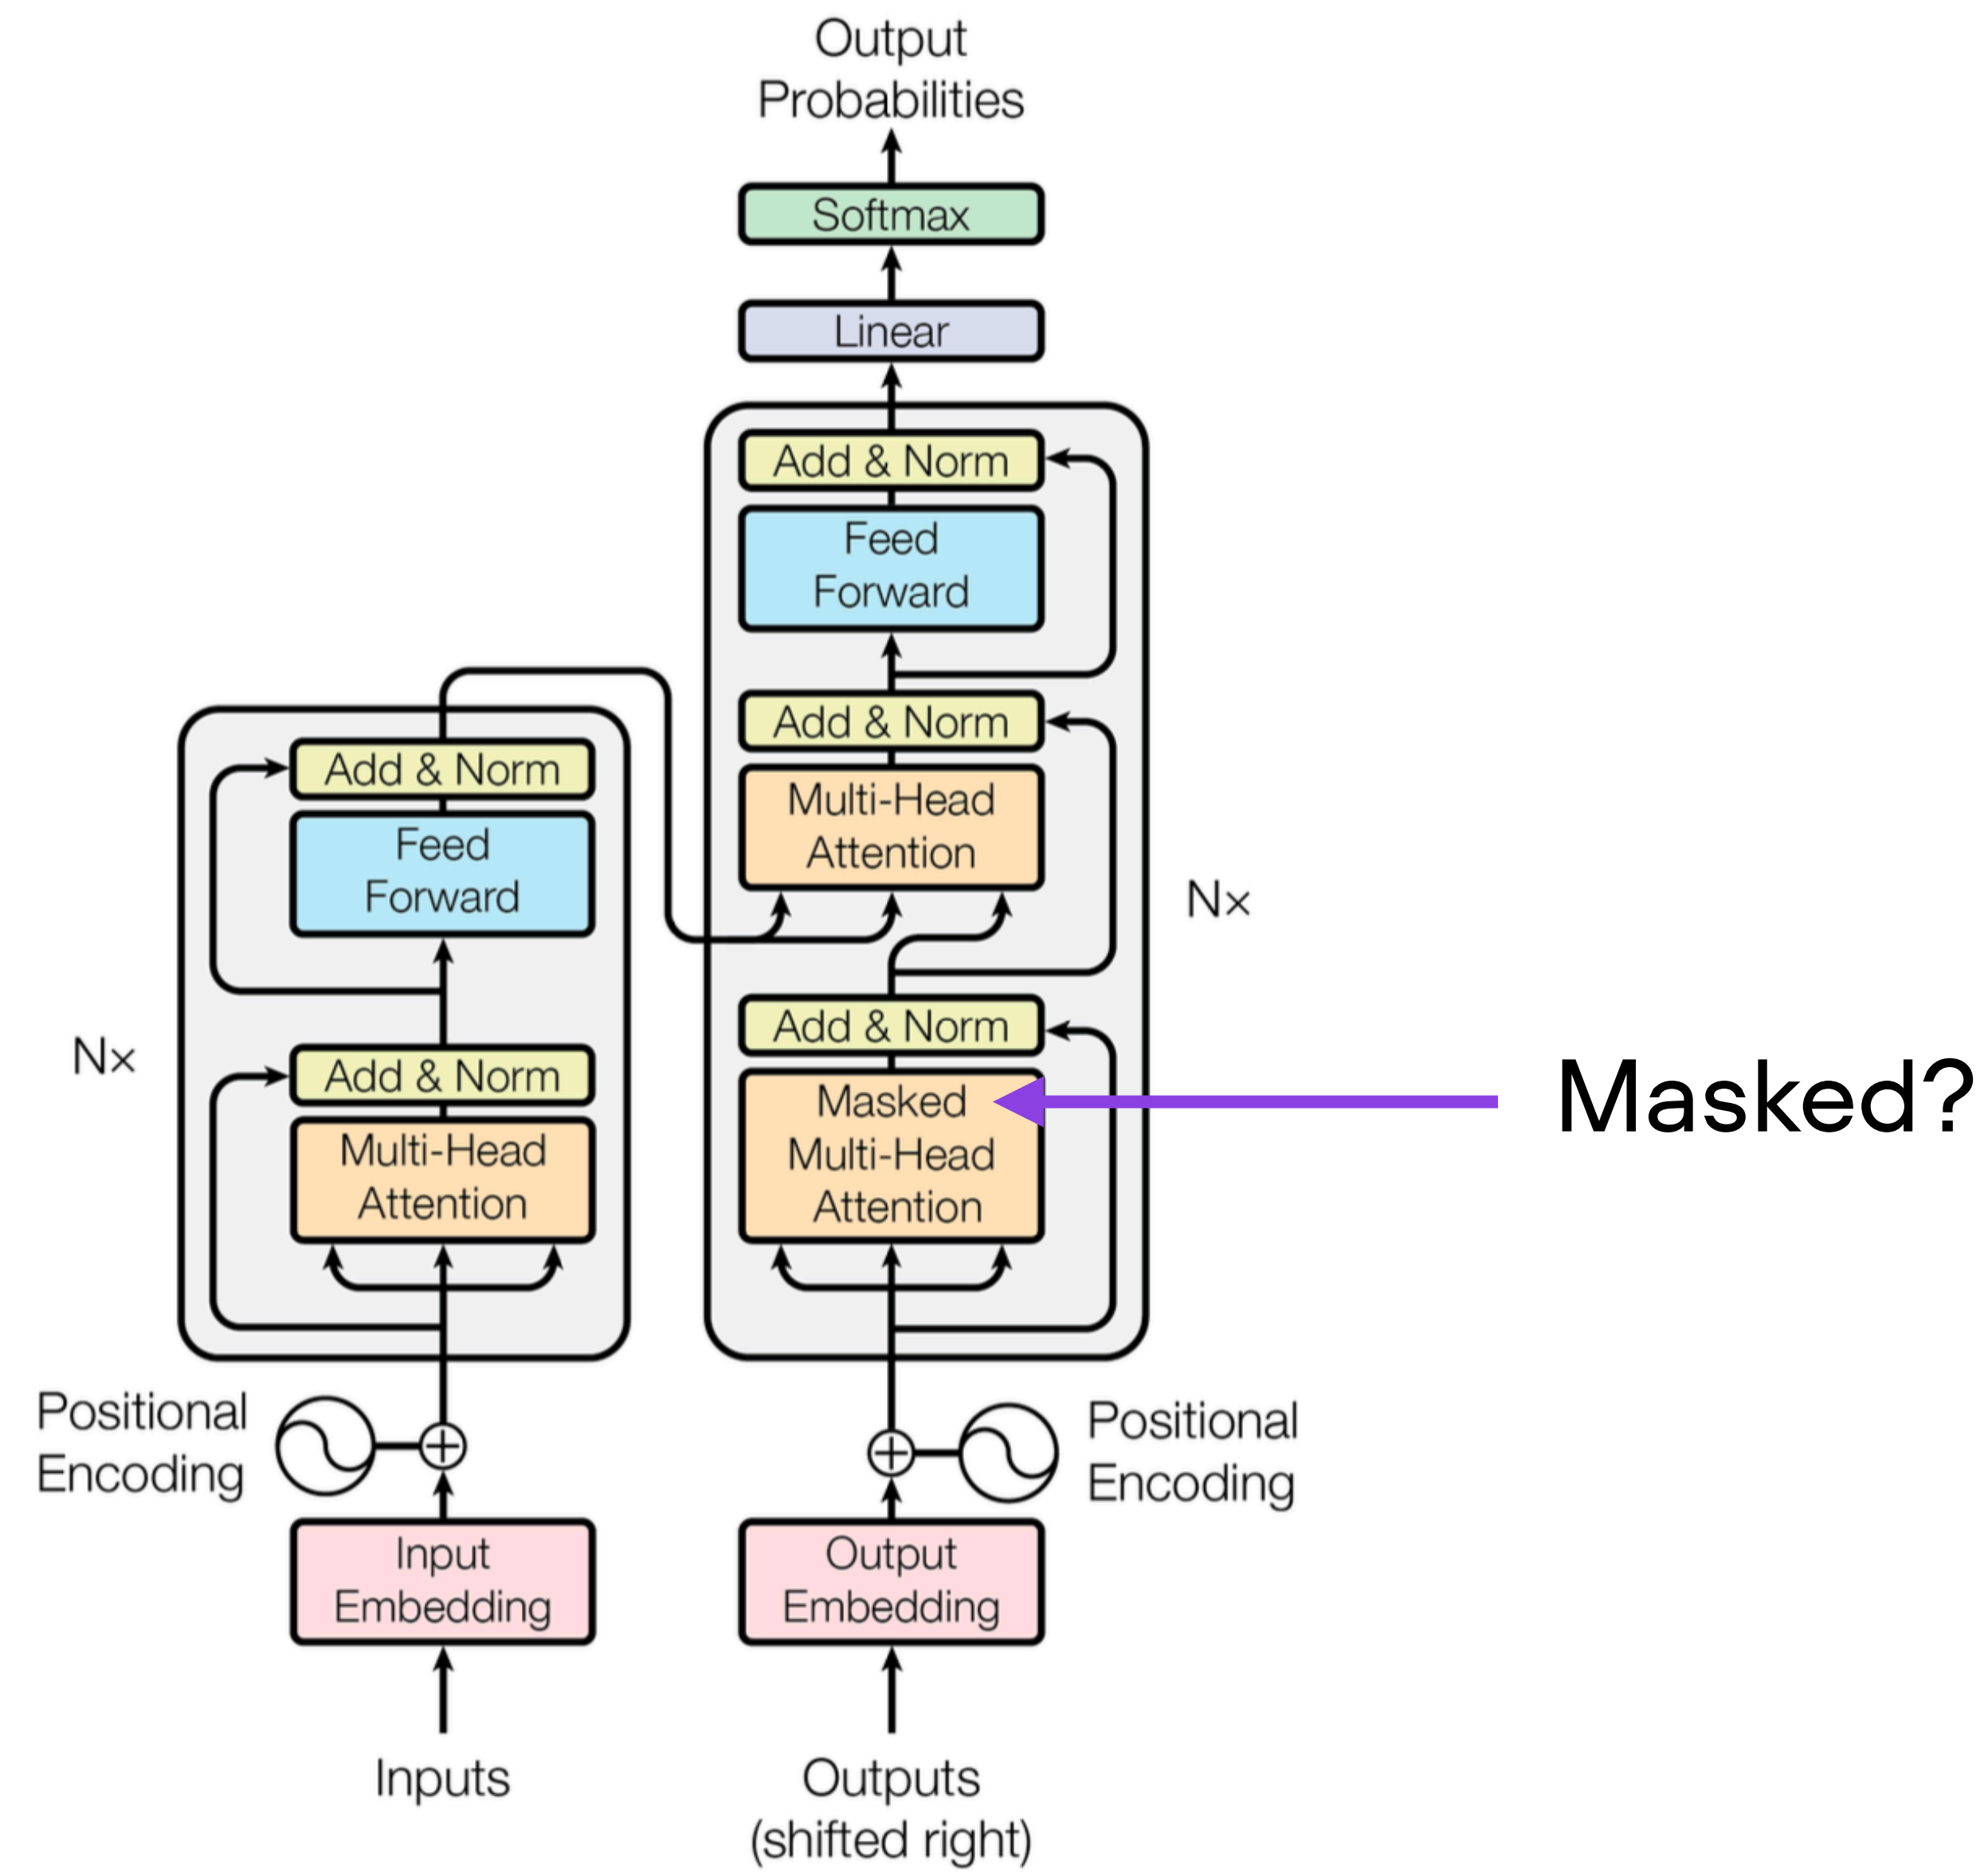 Output
Probabilities
Softmax
Linear
Add & Norm
Feed
Forward
Add & Norm
Multi-Head
Attention
Add & Norm
Masked
Multi-Head
Attention
N×
Masked?
Add & Norm
Feed
Forward
Add & Norm
Multi-Head
Attention
Nx
Positional
Encoding
Positional
Encoding
Input
Embedding
Output
Embedding
Inputs
Outputs
(shifted right)